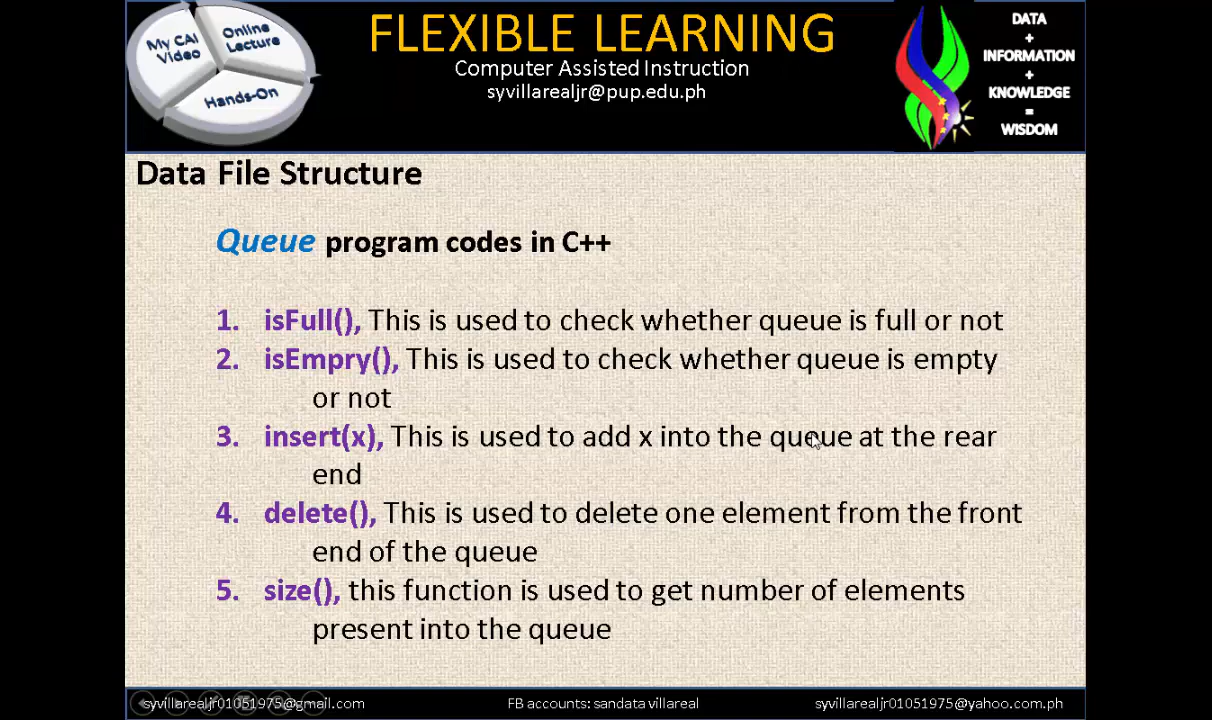 My CAI
Video
Online
Lecture
Hands-On
FLEXIBLE LEARNING
Computer Assisted Instruction
syvillarealjr@pup.edu.ph
DATA
+
INFORMATION
+
KNOWLEDGE
=
WISDOM
Data File Structure
Queue program codes in C++
1. isFull(), This is used to check whether queue is full or not
2. isEmpry(), This is used to check whether queue is empty
or not
3. insert(x), This is used to add x into the queue at the rear
end
4. delete(), This is used to delete one element from the front
end of the queue
5. size(), this function is used to get number of elements
present into the queue
syvillarealjr01051975@gmail.com
FB accounts: sandata villareal
syvillarealjr01051975@yahoo.com.ph